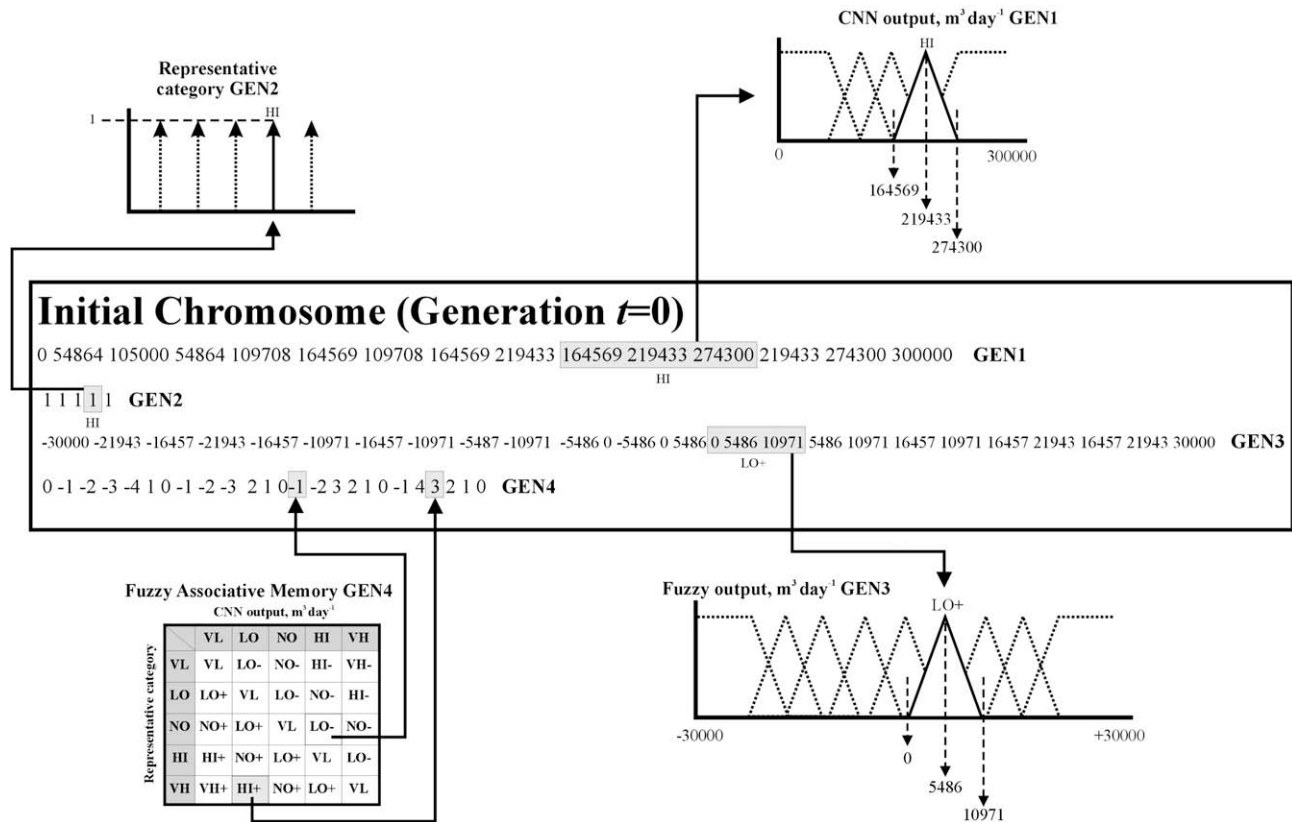 CNN output, m³ day⁻¹ GEN1
HI
0
300000
164569
219433
274300
Representative
category GEN2
1
HI
Initial Chromosome (Generation t=0)
0 54864 105000 54864 109708 164569 109708 164569 219433 164569 219433 274300 219433 274300 300000 GEN1
HI
1 1 1 1 1 GEN2
HI
-30000 -21943 -16457 -21943 -16457 -10971 -16457 -10971 -5487 -10971 -5486 0 -5486 0 5486 0 5486 10971 5486 10971 16457 10971 16457 21943 16457 21943 30000 GEN3
LO+
0 -1 -2 -3 -4 1 0 -1 -2 -3 2 1 0 -1 -2 3 2 1 0 -1 4 3 2 1 0 GEN4
Fuzzy Associative Memory GEN4
CNN output, m³ day⁻¹
Representative category
VL LO NO HI VH
VL VL LO- NO- HI- VH-
LO LO+ VL LO- NO- HI-
NO NO+ LO+ VL LO- NO-
HI HI+ NO+ LO+ VL LO-
VH VH+ HI+ NO+ LO+ VL
Fuzzy output, m³ day⁻¹ GEN3
LO+
-30000
+30000
0
5486
10971